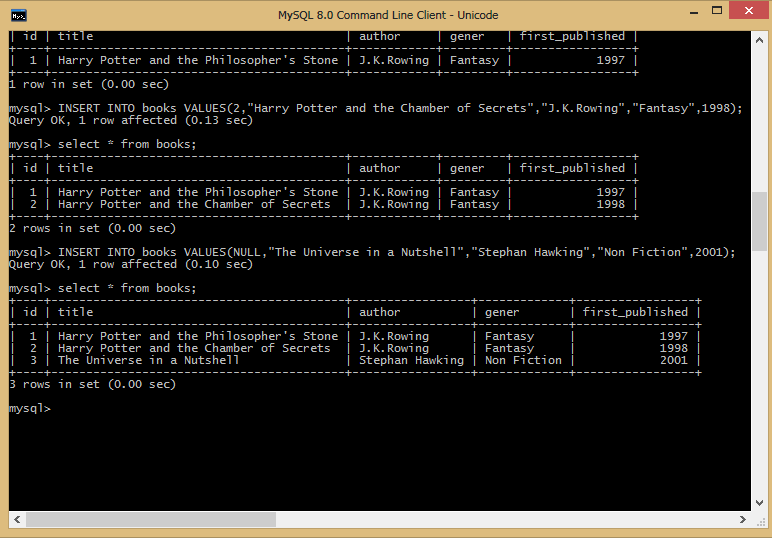 MySQL 8.0 Command Line Client - Unicode
| id | title                                    | author    | gener   | first_published |
+----+------------------------------------------+-----------+---------+-----------------+
|  1 | Harry Potter and the Philosopher's Stone | J.K.Rowing | Fantasy |            1997 |
+----+------------------------------------------+-----------+---------+-----------------+
1 row in set (0.00 sec)
mysql> INSERT INTO books VALUES(2,"Harry Potter and the Chamber of Secrets","J.K.Rowing","Fantasy",1998);
Query OK, 1 row affected (0.13 sec)
mysql> select * from books;
+----+------------------------------------------+------------+---------+-----------------+
| id | title                                    | author     | gener   | first_published |
+----+------------------------------------------+------------+---------+-----------------+
|  1 | Harry Potter and the Philosopher's Stone | J.K.Rowing | Fantasy |            1997 |
|  2 | Harry Potter and the Chamber of Secrets  | J.K.Rowing | Fantasy |            1998 |
+----+------------------------------------------+------------+---------+-----------------+
2 rows in set (0.00 sec)
mysql> INSERT INTO books VALUES(NULL,"The Universe in a Nutshell","Stephan Hawking","Non Fiction",2001);
Query OK, 1 row affected (0.10 sec)
mysql> select * from books;
+----+------------------------------------------+-----------------+-------------+-----------------+
| id | title                                    | author          | gener       | first_published |
+----+------------------------------------------+-----------------+-------------+-----------------+
|  1 | Harry Potter and the Philosopher's Stone | J.K.Rowing      | Fantasy     |            1997 |
|  2 | Harry Potter and the Chamber of Secrets  | J.K.Rowing      | Fantasy     |            1998 |
|  3 | The Universe in a Nutshell               | Stephan Hawking | Non Fiction |            2001 |
+----+------------------------------------------+-----------------+-------------+-----------------+
3 rows in set (0.00 sec)
mysql>